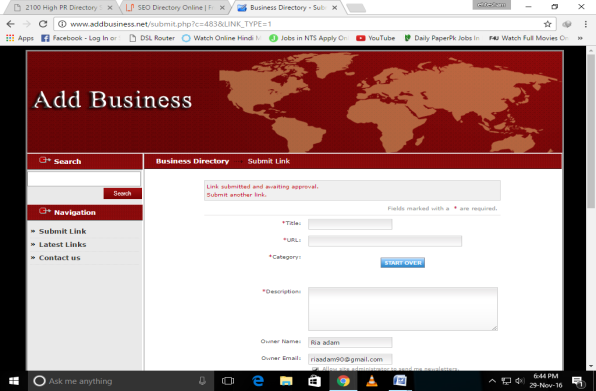 2100 High PR Directory S
SEO Directory Online | F
Business Directory - Sub
www.addbusiness.net/submit.php?c=483&LINK_TYPE=1
Apps
Facebook - Log In or
DSL Router
Watch Online Hindi M
Jobs in NTS Apply On
YouTube
Daily PaperPk Jobs In
Watch Full Movies On
Add Business
Search
Business Directory
Submit Link
Link submitted and awaiting approval.
Submit another link.
Search
Fields marked with a * are required.
Navigation
*Title:
» Submit Link
*URL:
» Latest Links
*Category:
START OVER
» Contact us
*Description:
Owner Name:
Ria adam
Owner Email:
riaadam90@gmail.com
Allow site administrator to send me newsletters.
Ask me anything
6:44 PM
29-Nov-16